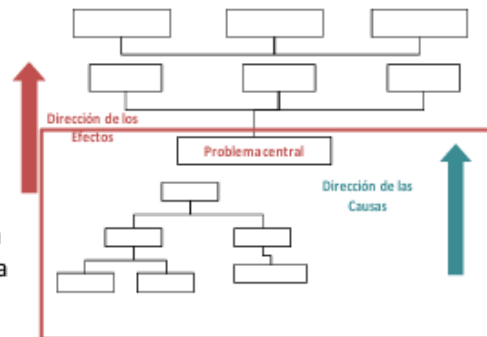 Dirección de los
Efectos
Problema central
Dirección de las
Causas
a